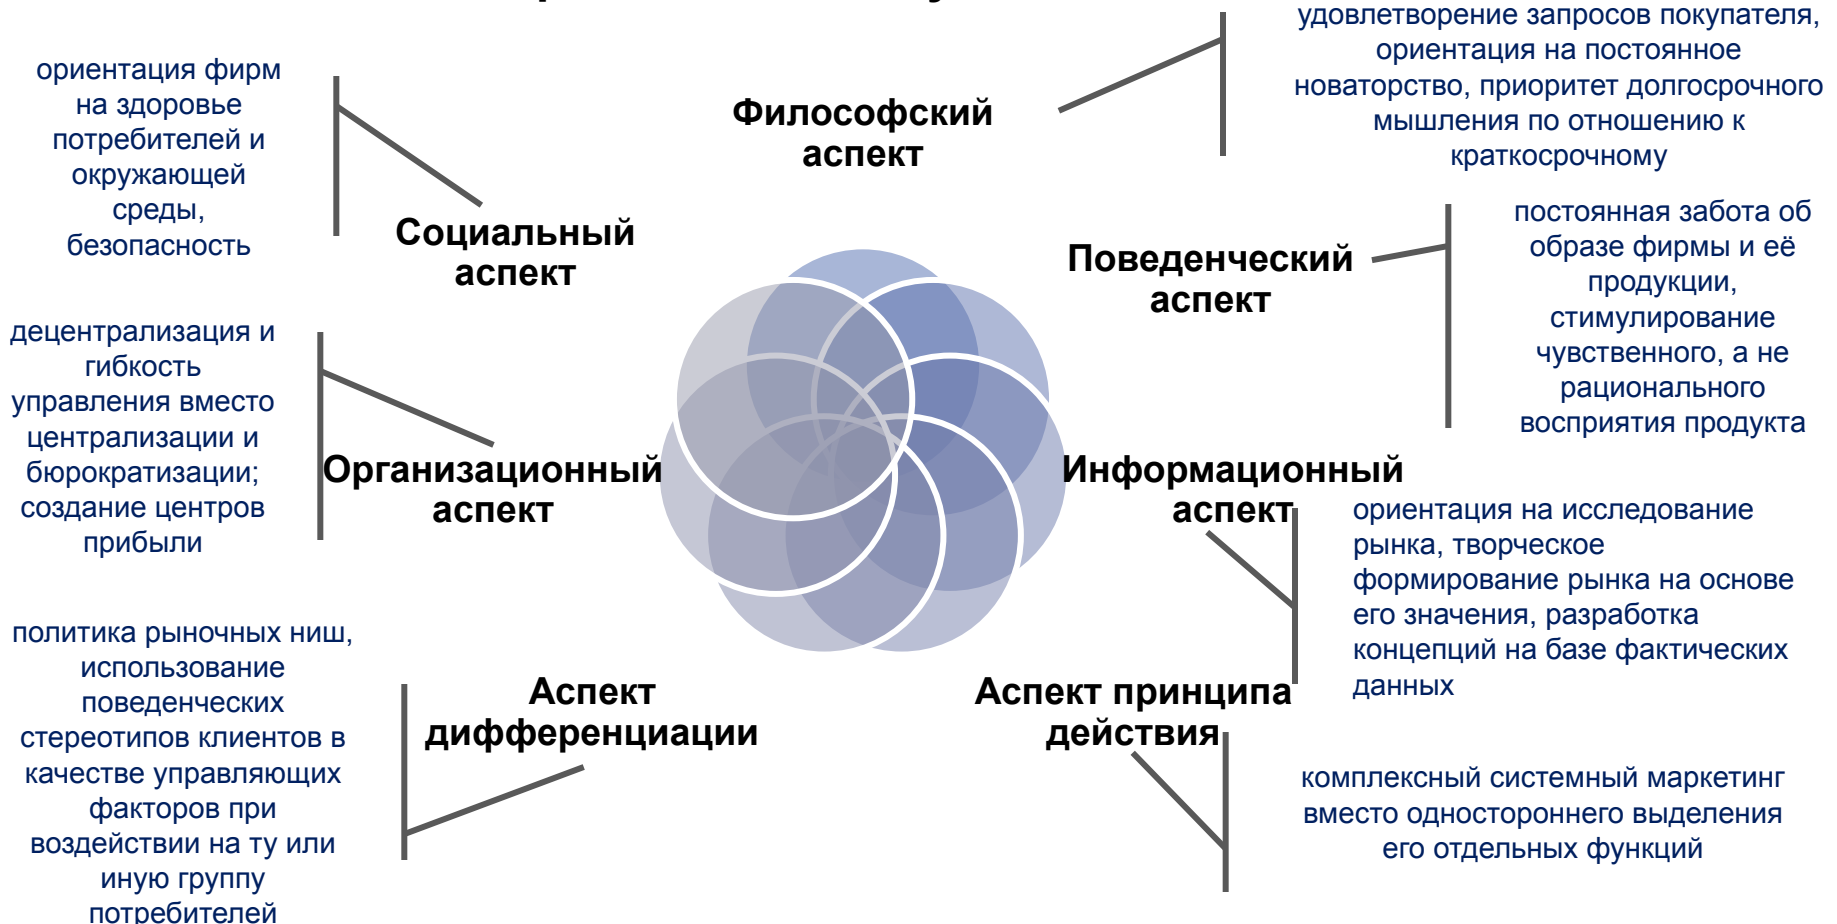 удовлетворение запросов покупателя,
ориентация на постоянное
новаторство, приоритет долгосрочного
мышления по отношению к
краткосрочному
Философский
аспект
ориентация фирм
на здоровье
потребителей и
окружающей
среды,
безопасность
Социальный
аспект
Поведенческий
аспект
постоянная забота об
образе фирмы и её
продукции,
стимулирование
чувственного, а не
рационального
восприятия продукта
децентрализация и
гибкость
управления вместо
централизации и
бюрократизации;
создание центров
прибыли
Организационный
аспект
Информационный
аспект
ориентация на исследование
рынка, творческое
формирование рынка на основе
его значения, разработка
концепций на базе фактических
данных
политика рыночных ниш,
использование
поведенческих
стереотипов клиентов в
качестве управляющих
факторов при
воздействии на ту или
иную группу
потребителей
Аспект
дифференциации
Аспект принципа
действия
комплексный системный маркетинг
вместо одностороннего выделения
его отдельных функций